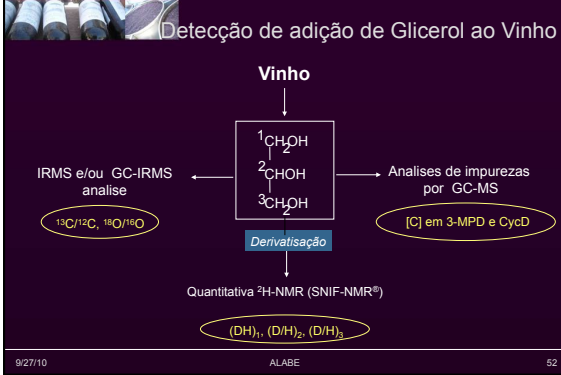 Detecção de adição de Glicerol ao Vinho
Vinho
¹CH₂OH
²CHOH
³CH₂OH
IRMS e/ou GC-IRMS
analise
¹³C/¹²C, ¹⁸O/¹⁶O
Analises de impurezas
por GC-MS
[C] em 3-MPD e CycD
Derivatisação
Quantitativa ²H-NMR (SNIF-NMR®)
(DH)₁, (D/H)₂, (D/H)₃
9/27/10
ALABE
52